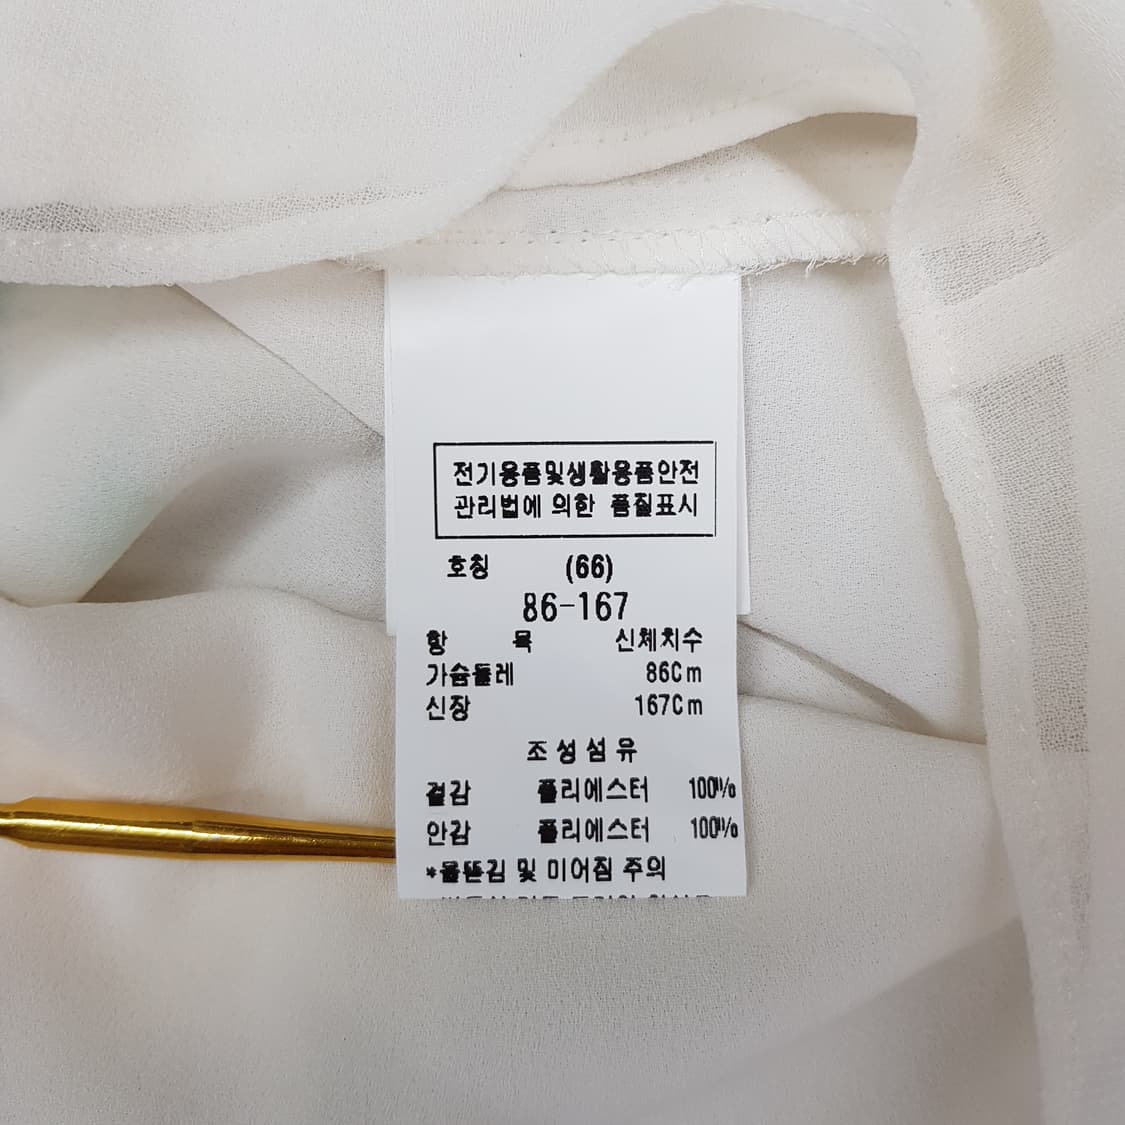 전기용품및생활용품안전
관리법에 의한 품질표시
호칭 (66)
86-167
항 목 신체치수
가슴둘레 86Cm
신장 167Cm
조성섬유
겉감 폴리에스터 100%
안감 폴리에스터 100%
*올뜯김 및 미어짐 주의